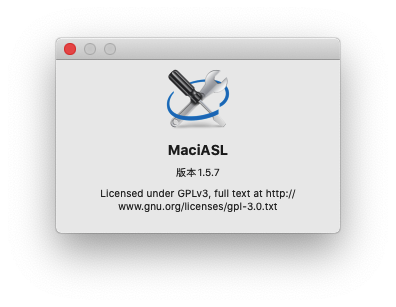 MaciASL
版本 1.5.7
Licensed under GPLv3, full text at http://
www.gnu.org/licenses/gpl-3.0.txt